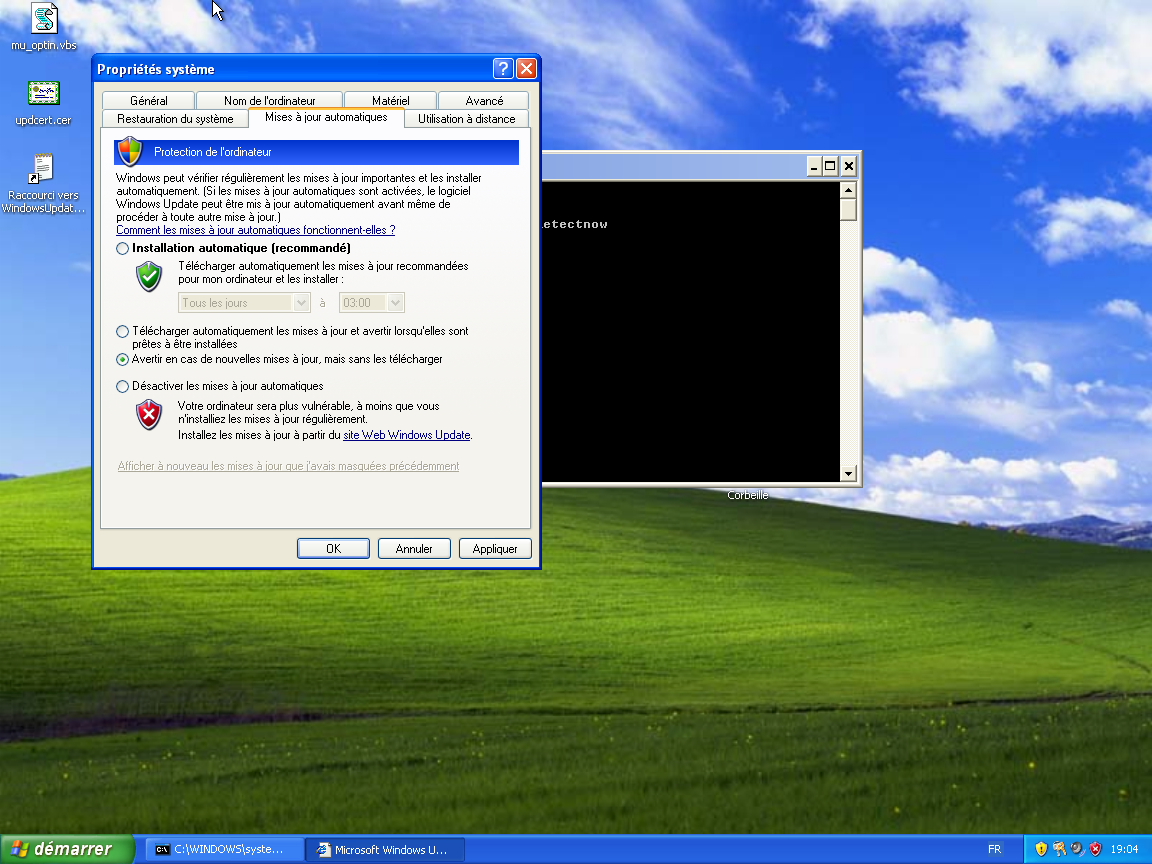 mu_optin.vbs
updcert.cer
Raccourci vers
WindowsUpdat...
Propriétés système
Général
Nom de l'ordinateur
Matériel
Avancé
Restauration du système
Mises à jour automatiques
Utilisation à distance
Protection de l'ordinateur
Windows peut vérifier régulièrement les mises à jour importantes et les installer
automatiquement. (Si les mises à jour automatiques sont activées, le logiciel
Windows Update peut être mis à jour automatiquement avant même de
procéder à toute autre mise à jour.)
Comment les mises à jour automatiques fonctionnent-elles ?
Installation automatique (recommandé)
Télécharger automatiquement les mises à jour recommandées
pour mon ordinateur et les installer :
Tous les jours
à
03:00
Télécharger automatiquement les mises à jour et avertir lorsqu'elles sont
prêtes à être installées
Avertir en cas de nouvelles mises à jour, mais sans les télécharger
Désactiver les mises à jour automatiques
Votre ordinateur sera plus vulnérable, à moins que vous
n'installiez les mises à jour régulièrement.
Installez les mises à jour à partir du site Web Windows Update.
Afficher à nouveau les mises à jour que j'avais masquées précédemment
OK
Annuler
Appliquer
etectnow
Corbeille
démarrer
C:\WINDOWS\syste...
Microsoft Windows U...
FR
19:04